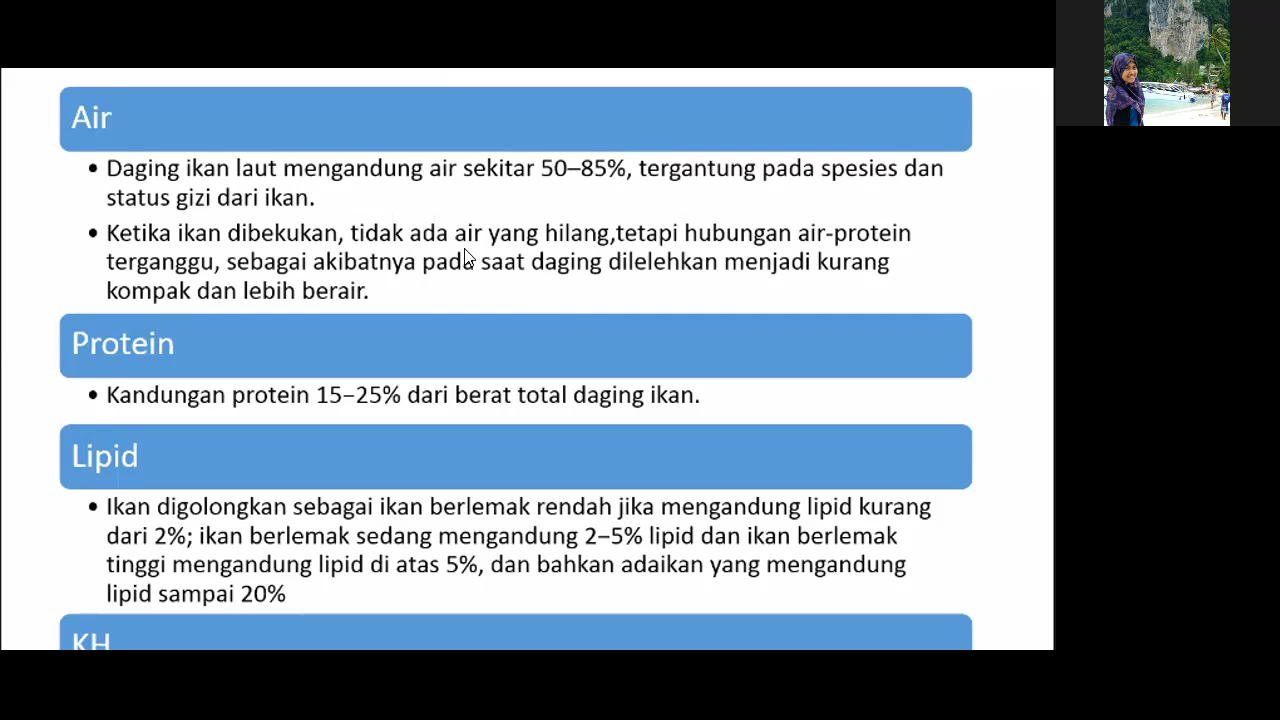 Air
• Daging ikan laut mengandung air sekitar 50–85%, tergantung pada spesies dan
status gizi dari ikan.
• Ketika ikan dibekukan, tidak ada air yang hilang,tetapi hubungan air-protein
terganggu, sebagai akibatnya pada saat daging dilelehkan menjadi kurang
kompak dan lebih berair.
Protein
• Kandungan protein 15−25% dari berat total daging ikan.
Lipid
• Ikan digolongkan sebagai ikan berlemak rendah jika mengandung lipid kurang
dari 2%; ikan berlemak sedang mengandung 2−5% lipid dan ikan berlemak
tinggi mengandung lipid di atas 5%, dan bahkan adaikan yang mengandung
lipid sampai 20%
KH